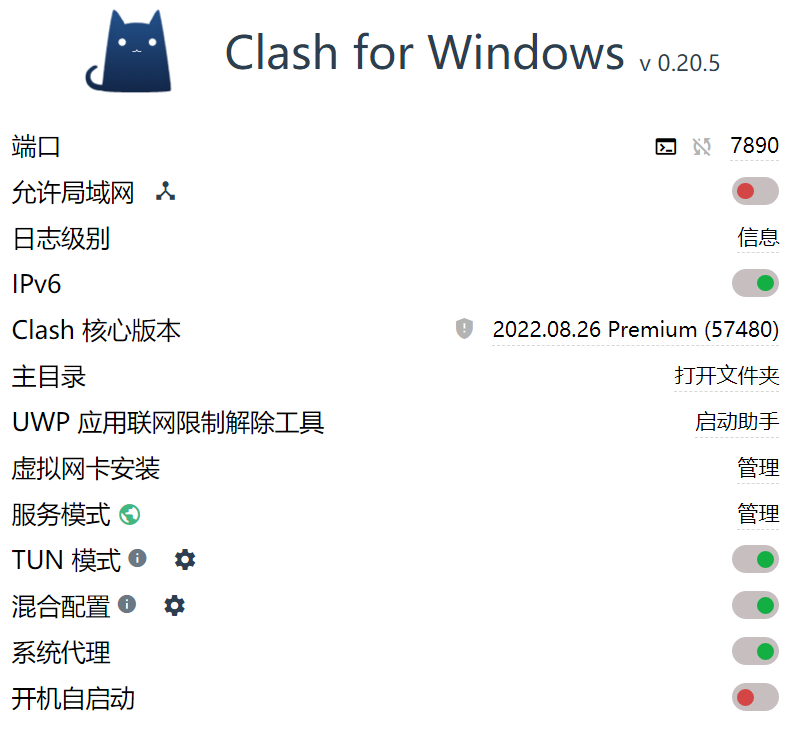 Clash for Windows v 0.20.5
端口 7890
允许局域网
日志级别 信息
IPv6
Clash 核心版本 2022.08.26 Premium (57480)
主目录 打开文件夹
UWP 应用联网限制解除工具 启动助手
虚拟网卡安装 管理
服务模式 管理
TUN 模式
混合配置
系统代理
开机自启动